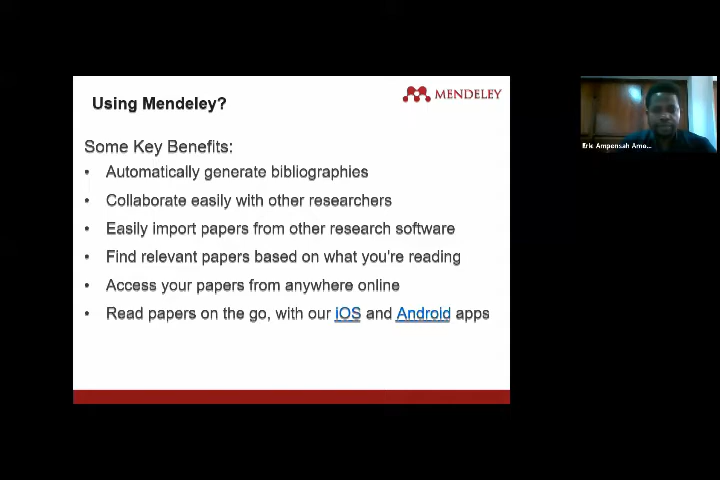 Using Mendeley?
MENDELEY
Some Key Benefits:
• Automatically generate bibliographies
• Collaborate easily with other researchers
• Easily import papers from other research software
• Find relevant papers based on what you're reading
• Access your papers from anywhere online
• Read papers on the go, with our iOS and Android apps
Eric Ampensah Amo...